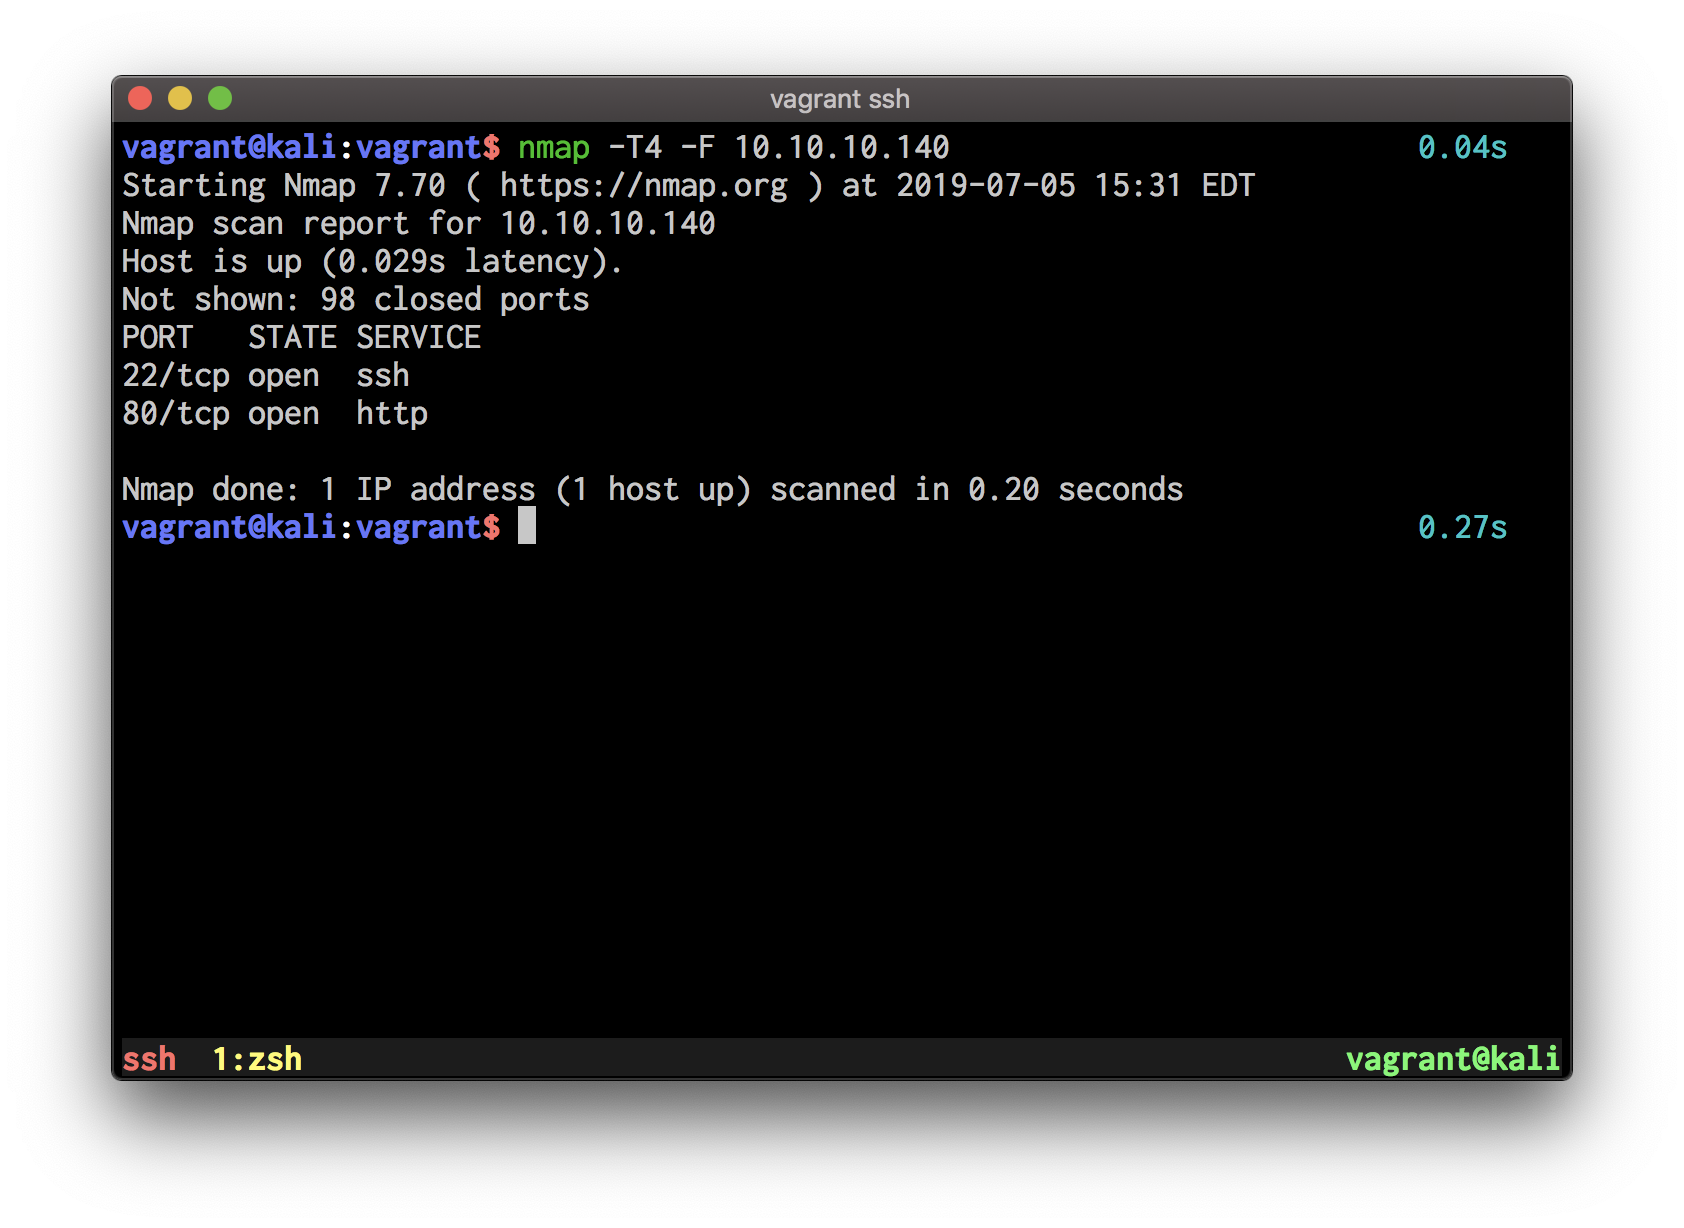 vagrant ssh
vagrant@kali:vagrant$ nmap -T4 -F 10.10.10.140 0.04s
Starting Nmap 7.70 ( https://nmap.org ) at 2019-07-05 15:31 EDT
Nmap scan report for 10.10.10.140
Host is up (0.029s latency).
Not shown: 98 closed ports
PORT   STATE SERVICE
22/tcp open  ssh
80/tcp open  http
Nmap done: 1 IP address (1 host up) scanned in 0.20 seconds
vagrant@kali:vagrant$ 0.27s
ssh  1:zsh vagrant@kali